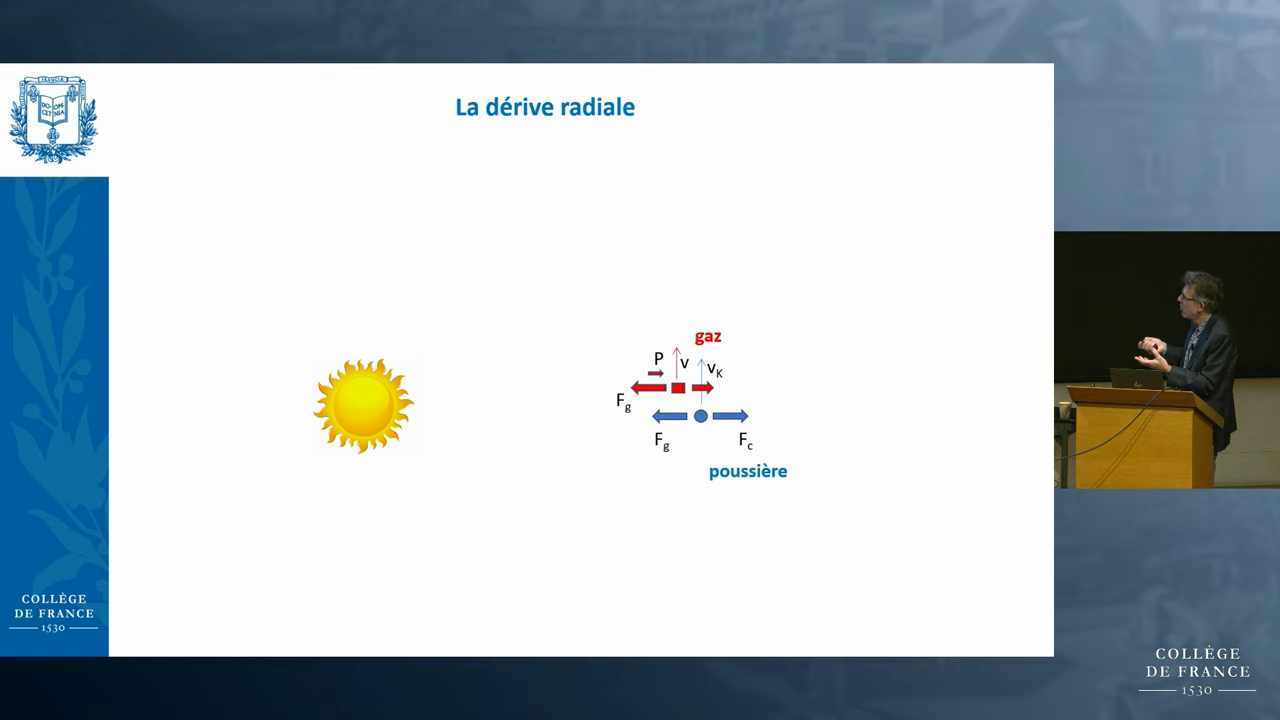 La dérive radiale
gaz
P
v
vK
Fg
Fg
Fc
poussière
COLLÈGE
DE FRANCE
1530
COLLÈGE
DE FRANCE
1530